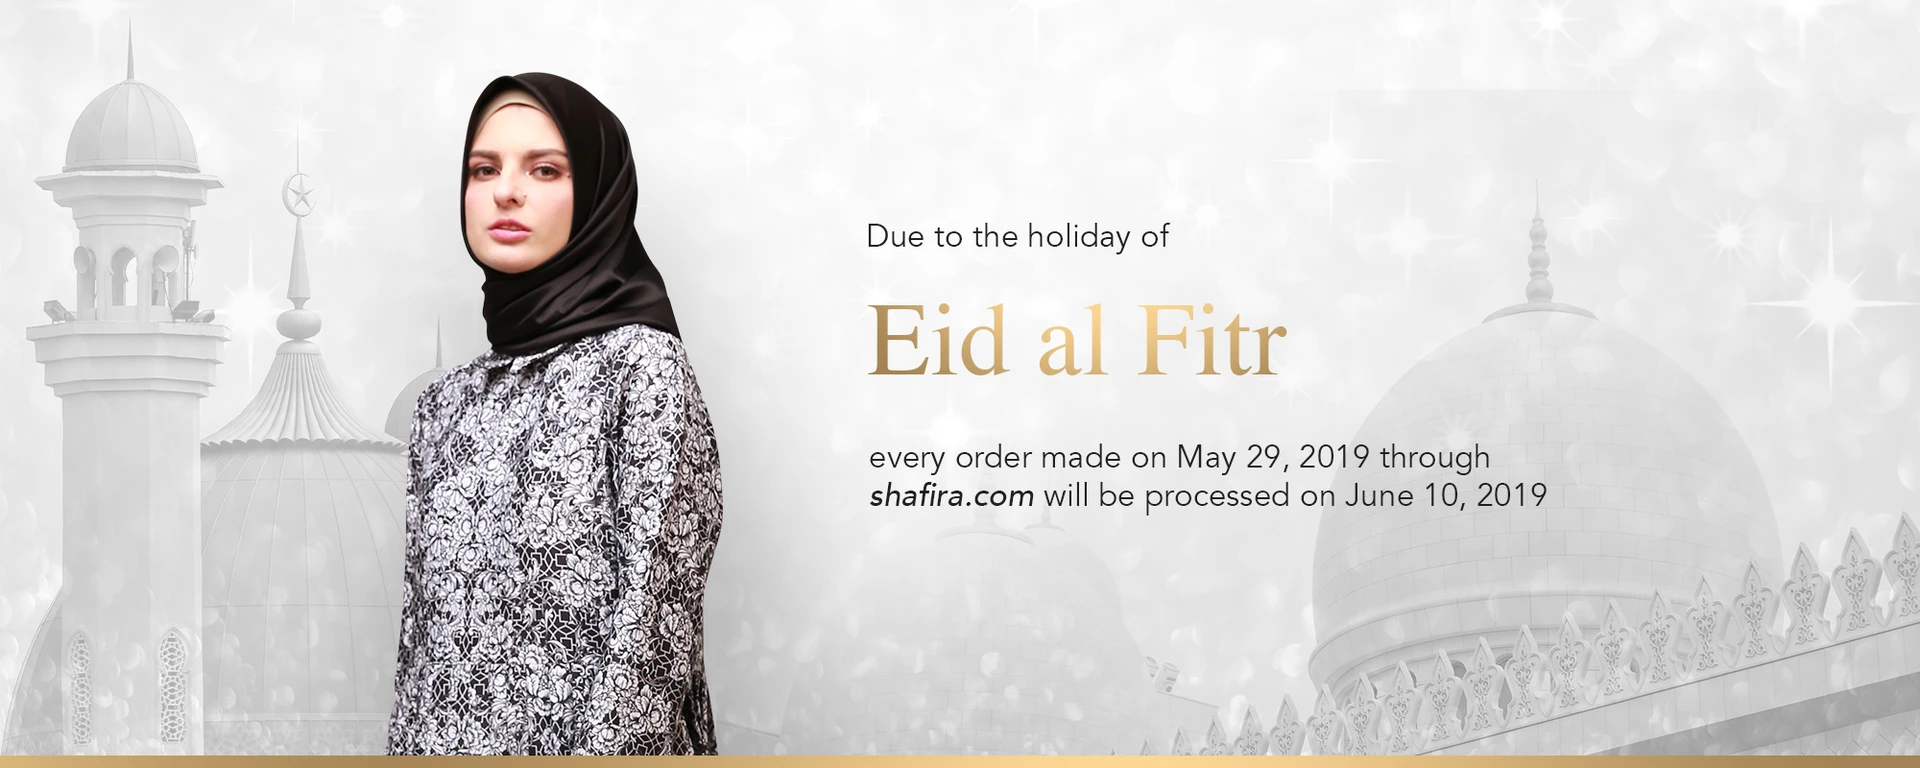 Due to the holiday of
Eid al Fitr
every order made on May 29, 2019 through
shafira.com will be processed on June 10, 2019